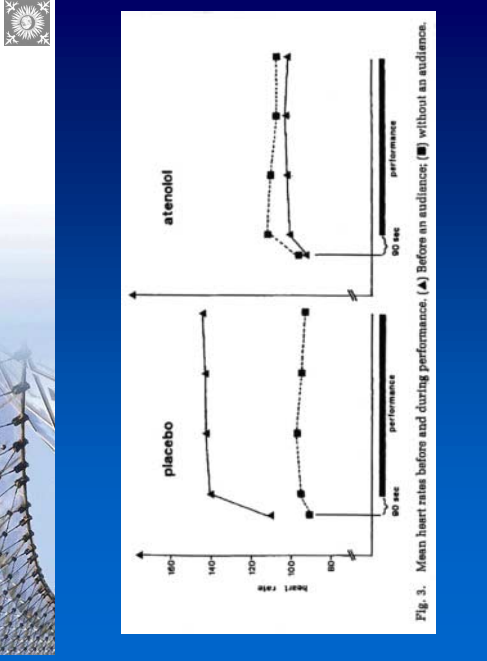 placebo
atenolol
160
140
120
100
80
heart rate
90 sec
performance
90 sec
performance
Fig. 3. Mean heart rates before and during performance. (▲) Before an audience; (■) without an audience.